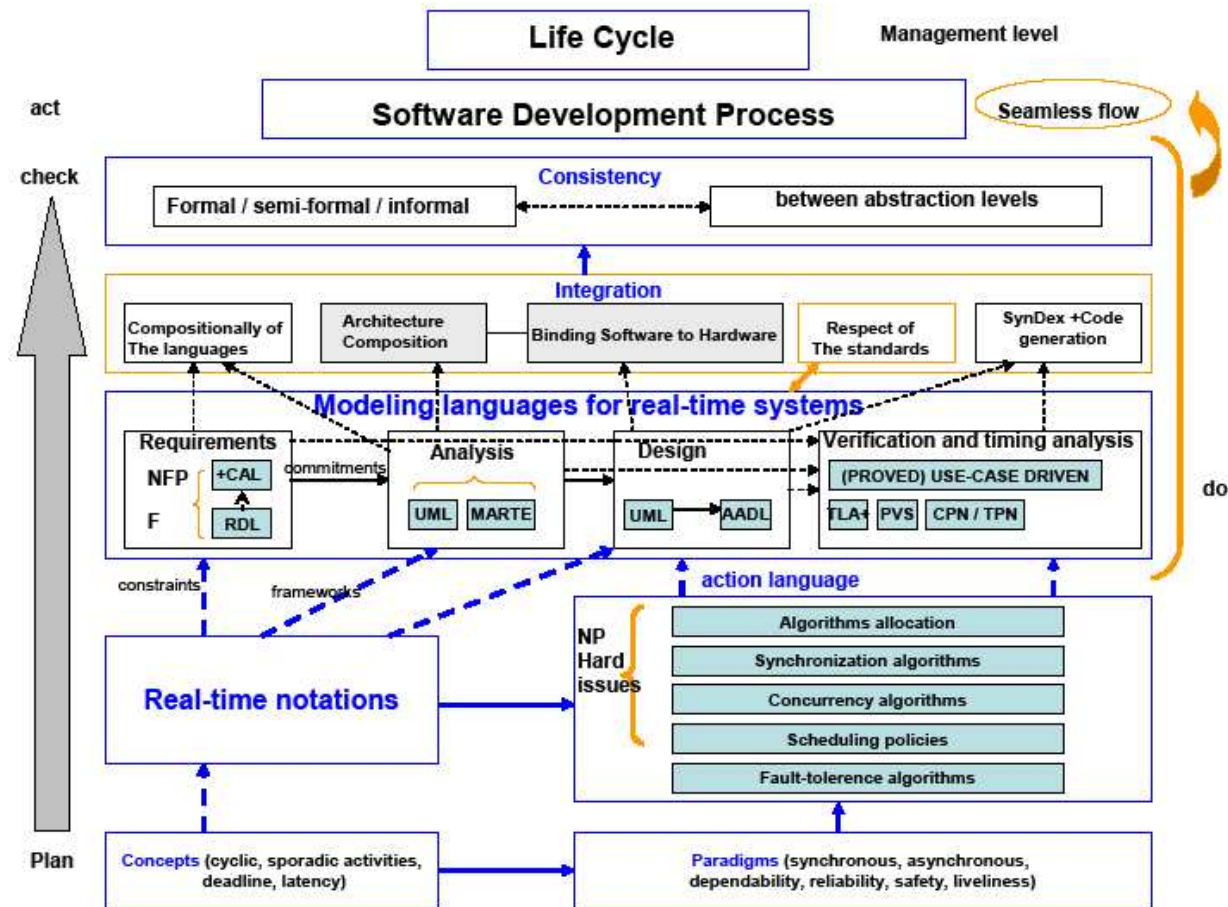 Life Cycle
Management level
act
Software Development Process
Seamless flow
check
Consistency
Formal / semi-formal / informal
between abstraction levels
Integration
Compositionally of
The languages
Architecture
Composition
Binding Software to Hardware
Respect of
The standards
SynDex +Code
generation
Modeling languages for real-time systems
Requirements
NFP
+CAL
F
RDL
commitments
Analysis
UML
MARTE
Design
UML
AADL
Verification and timing analysis
(PROVED) USE-CASE DRIVEN
TLA+
PVS
CPN / TPN
do
constraints
frameworks
action language
Real-time notations
NP
Hard
issues
Algorithms allocation
Synchronization algorithms
Concurrency algorithms
Scheduling policies
Fault-tolerence algorithms
Plan
Concepts (cyclic, sporadic activities,
deadline, latency)
Paradigms (synchronous, asynchronous,
dependability, reliability, safety, liveliness)